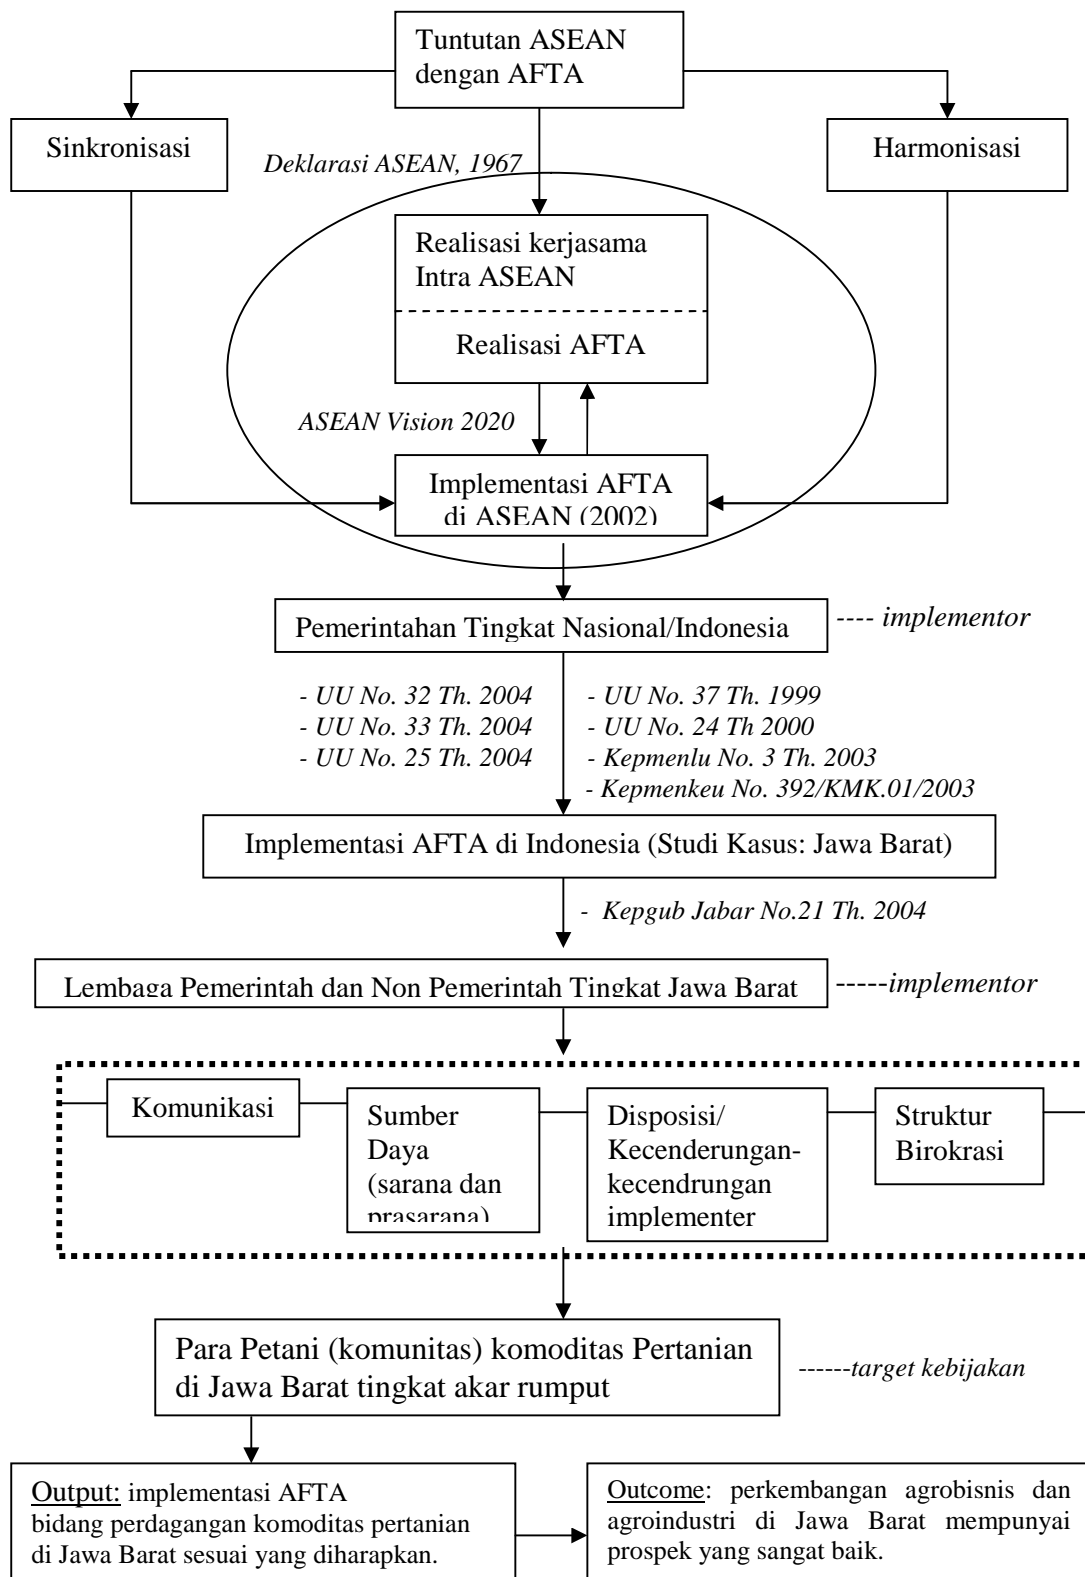 Tuntutan ASEAN
dengan AFTA
Sinkronisasi
Harmonisasi
Deklarasi ASEAN, 1967
Realisasi kerjasama
Intra ASEAN
Realisasi AFTA
ASEAN Vision 2020
Implementasi AFTA
di ASEAN (2002)
Pemerintahan Tingkat Nasional/Indonesia
---- implementor
- UU No. 32 Th. 2004
- UU No. 33 Th. 2004
- UU No. 25 Th. 2004
- UU No. 37 Th. 1999
- UU No. 24 Th 2000
- Kepmenlu No. 3 Th. 2003
- Kepmenkeu No. 392/KMK.01/2003
Implementasi AFTA di Indonesia (Studi Kasus: Jawa Barat)
- Kepgub Jabar No.21 Th. 2004
Lembaga Pemerintah dan Non Pemerintah Tingkat Jawa Barat
-----implementor
Komunikasi
Sumber
Daya
(sarana dan
prasarana)
Disposisi/
Kecenderungan-
kecendrungan
implementer
Struktur
Birokrasi
Para Petani (komunitas) komoditas Pertanian
di Jawa Barat tingkat akar rumput
------target kebijakan
Output: implementasi AFTA
bidang perdagangan komoditas pertanian
di Jawa Barat sesuai yang diharapkan.
Outcome: perkembangan agrobisnis dan
agroindustri di Jawa Barat mempunyai
prospek yang sangat baik.